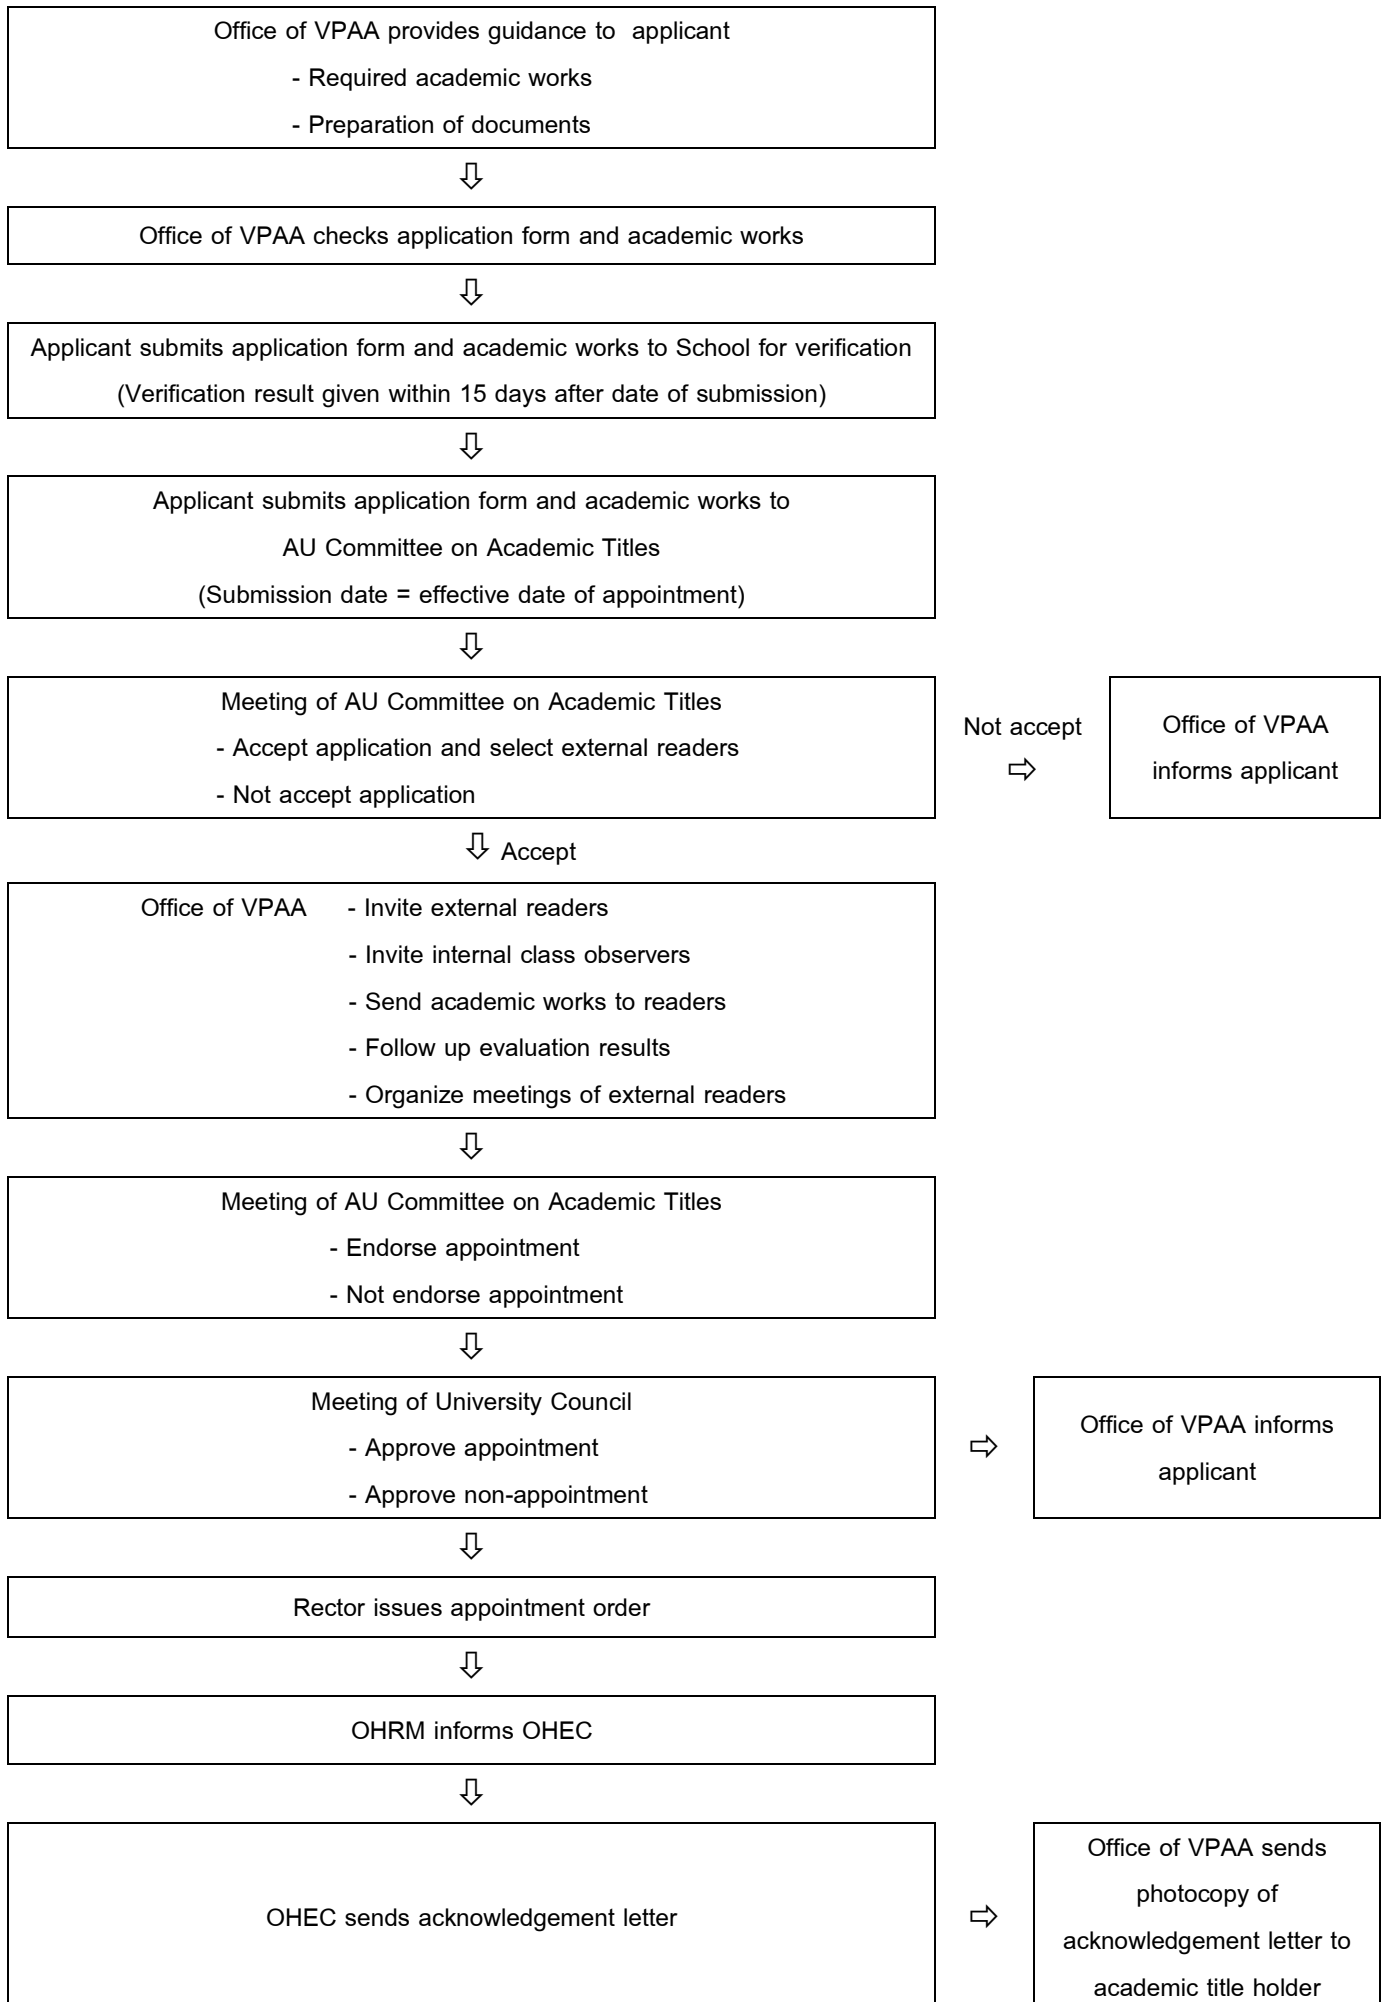 Office of VPAA provides guidance to applicant
- Required academic works
- Preparation of documents
⇩
Office of VPAA checks application form and academic works
⇩
Applicant submits application form and academic works to School for verification
(Verification result given within 15 days after date of submission)
⇩
Applicant submits application form and academic works to
AU Committee on Academic Titles
(Submission date = effective date of appointment)
⇩
Meeting of AU Committee on Academic Titles
- Accept application and select external readers
- Not accept application
Not accept
⇨
Office of VPAA
informs applicant
⇩ Accept
Office of VPAA - Invite external readers
- Invite internal class observers
- Send academic works to readers
- Follow up evaluation results
- Organize meetings of external readers
⇩
Meeting of AU Committee on Academic Titles
- Endorse appointment
- Not endorse appointment
⇩
Meeting of University Council
- Approve appointment
- Approve non-appointment
⇨
Office of VPAA informs
applicant
⇩
Rector issues appointment order
⇩
OHRM informs OHEC
⇩
OHEC sends acknowledgement letter
⇨
Office of VPAA sends
photocopy of
acknowledgement letter to
academic title holder